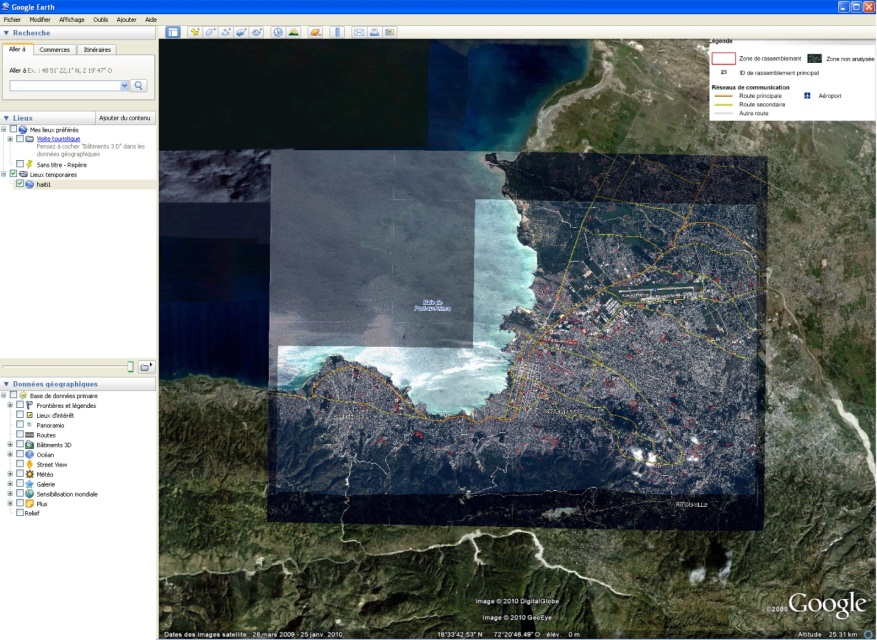 Google Earth
Fichier Modifier Affichage Outils Ajouter Aide
Recherche
Aller à Commerces Itinéraires
Aller à Ex. : 48 51' 22,1" N, 2 19'47" O
Lieux Ajouter du contenu
Mes lieux préférés
Visite touristique
Pensez à cocher "Bâtiments 3D" dans les
données géographiques
Sans titre - Repère
Lieux temporaires
haiti1
Données géographiques
Base de données primaire
Frontières et légendes
Lieux d'intérêt
Panoramio
Routes
Bâtiments 3D
Océan
Street View
Météo
Galerie
Sensibilisation mondiale
Plus
Relief
Légende
Zone de rassemblement Zone non analysée
23 ID de rassemblement principal
Réseaux de communication
Route principale Aéroport
Route secondaire
Autre route
Baie de
Port-au-Prince
Image © 2010 DigitalGlobe
Image © 2010 GeoEye
©2009 Google
Dates des images satellite : 28 mars 2009 - 25 janv. 2010 18°33'42.53" N 72°20'46.49" O élév. 0 m Altitude 25.31 km